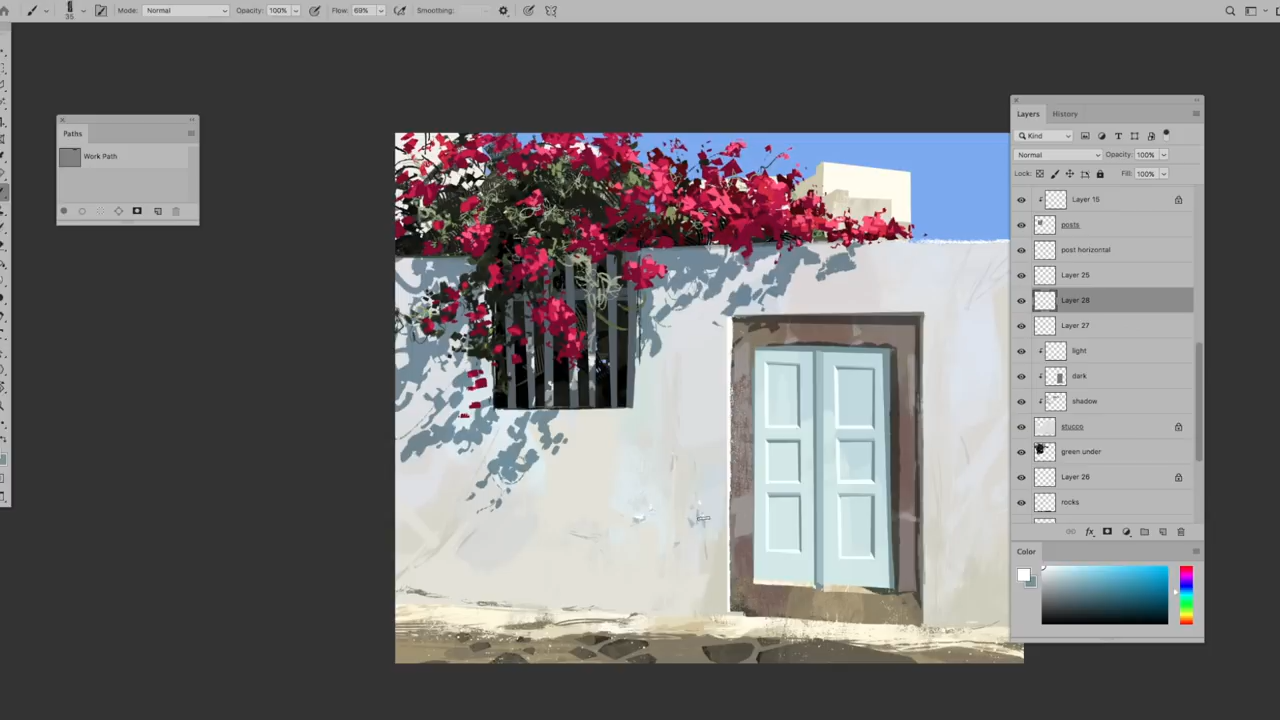 35 Mode: Normal Opacity: 100% Flow: 69% Smoothing:
Paths
Work Path
Layers History
Kind
Normal Opacity: 100%
Lock: Fill: 100%
Layer 15
posts
post horizontal
Layer 25
Layer 28
Layer 27
light
dark
shadow
stucco
green under
Layer 26
rocks
fx
Color